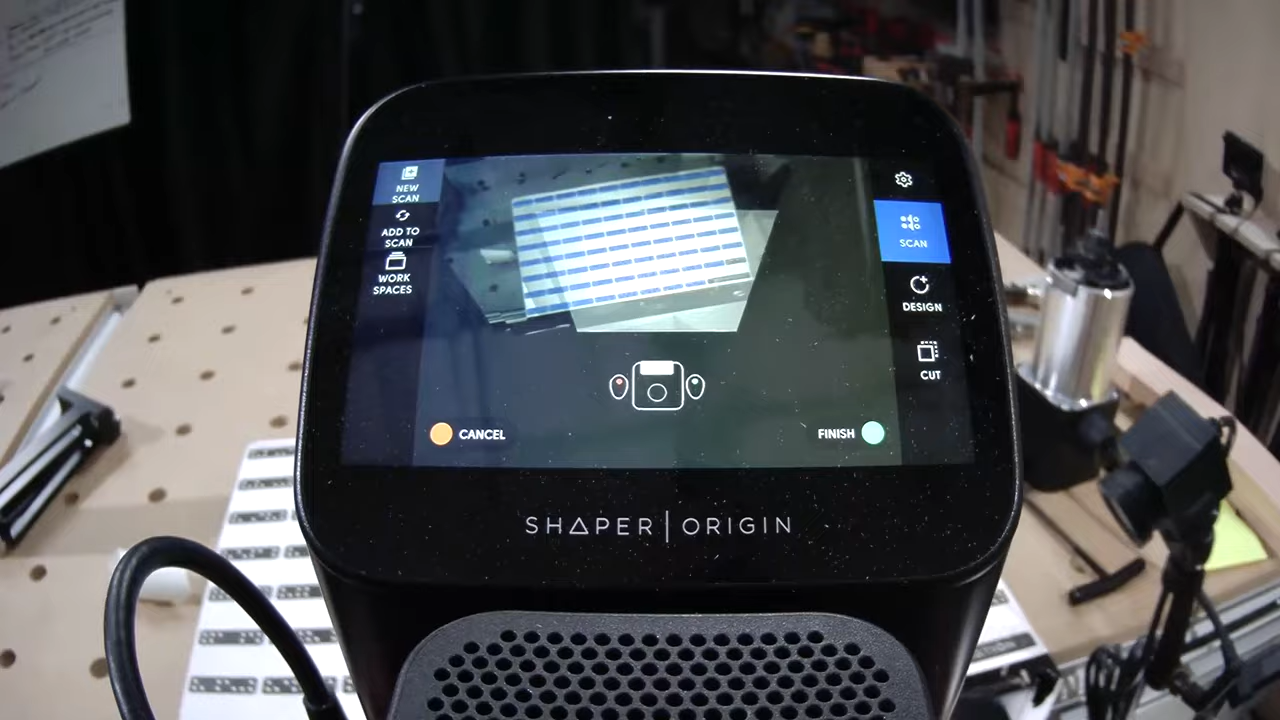 NEW
SCAN
ADD TO
SCAN
WORK
SPACES
SCAN
DESIGN
CUT
CANCEL
FINISH
SHAPER | ORIGIN